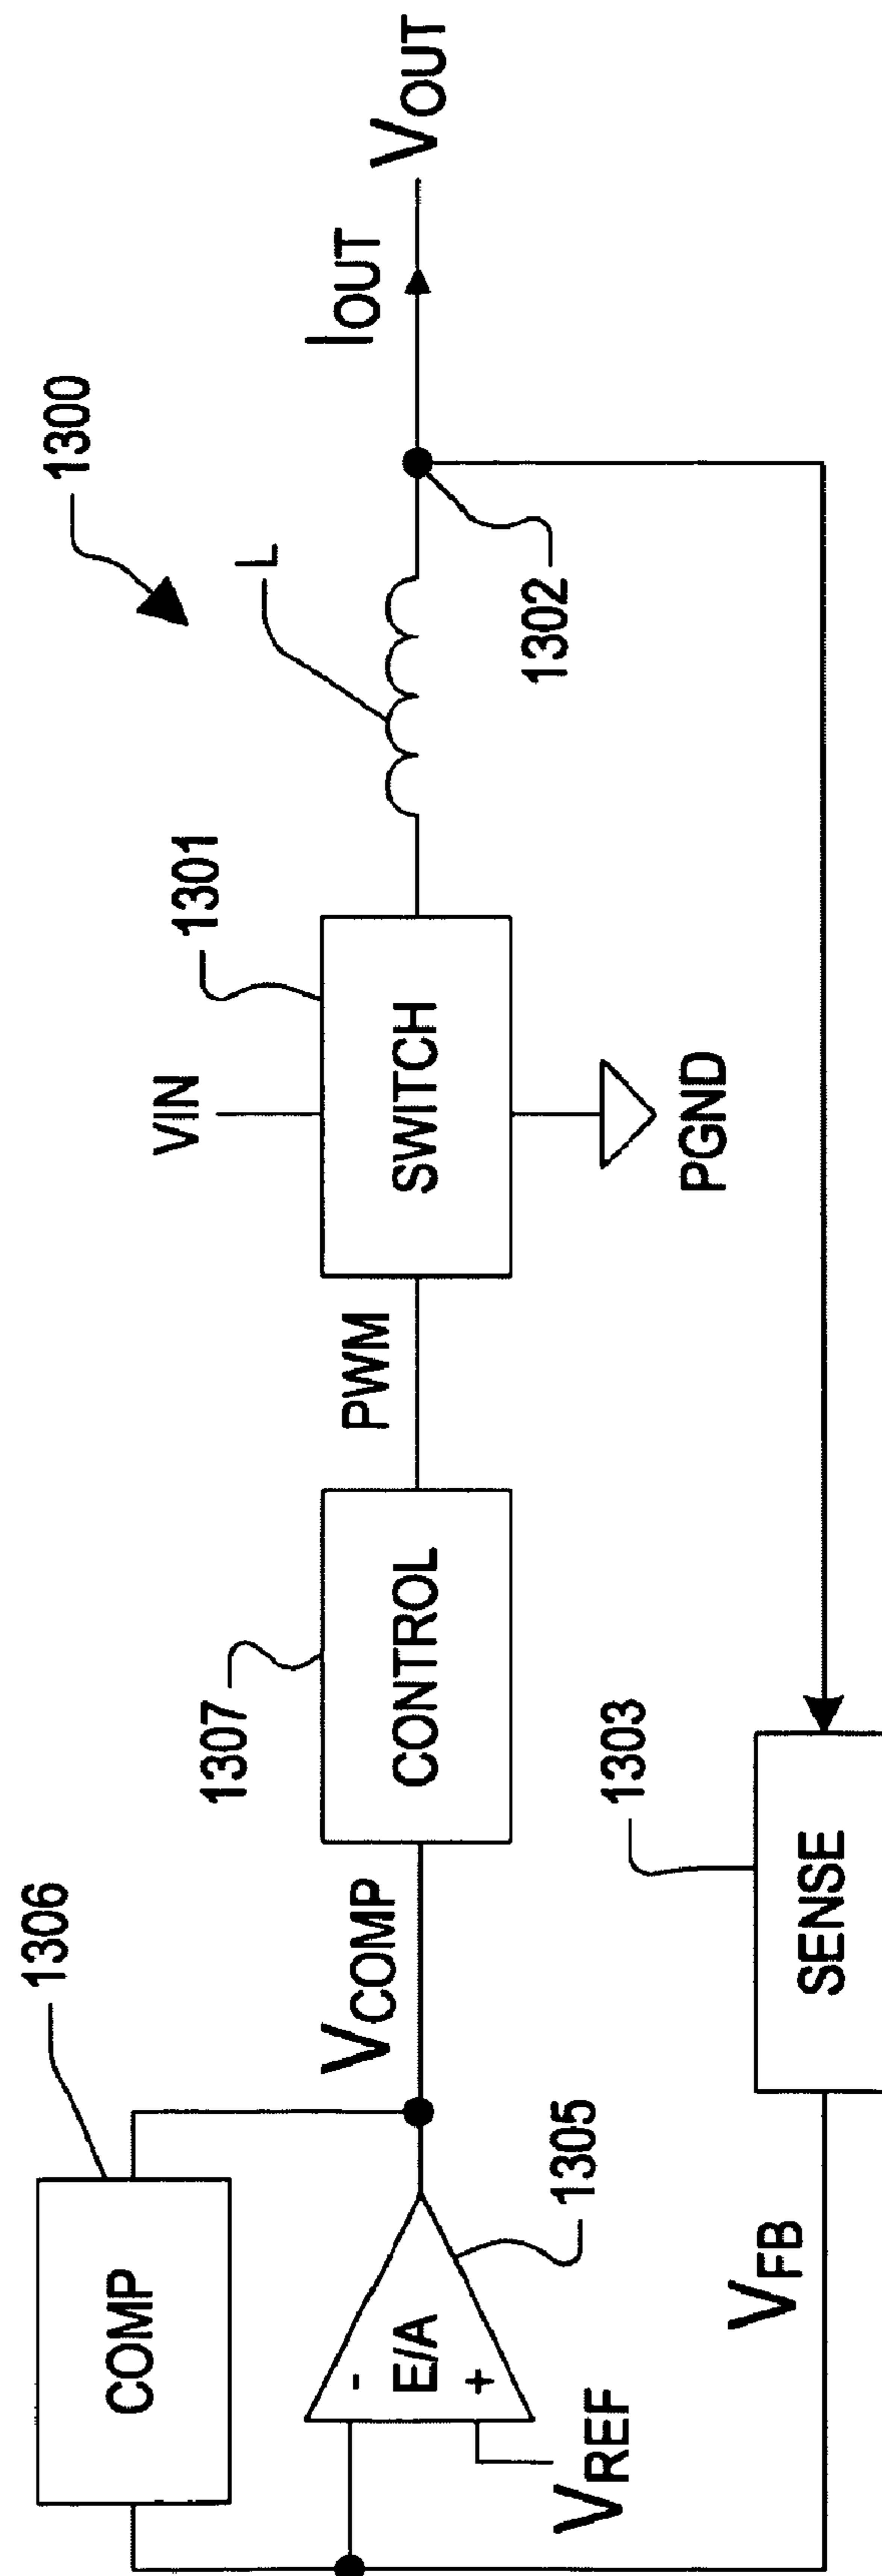 1300
1306
COMP
E/A
-
+
1305
VREF
VCOMP
1307
CONTROL
PWM
VIN
1301
SWITCH
PGND
L
1302
IOUT
VOUT
1303
SENSE
VFB